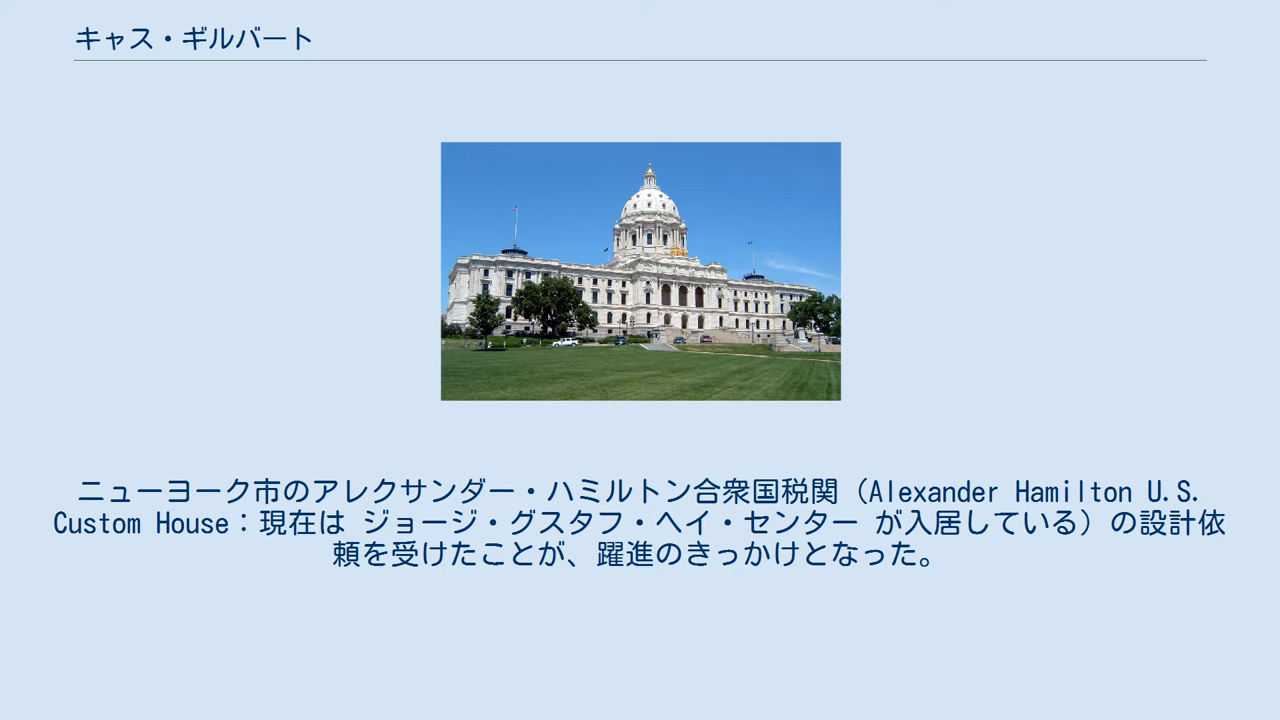 キャス・ギルバート
ニューヨーク市のアレクサンダー・ハミルトン合衆国税関（Alexander Hamilton U.S.
Custom House：現在は ジョージ・グスタフ・ヘイ・センター が入居している）の設計依
頼を受けたことが、躍進のきっかけとなった。